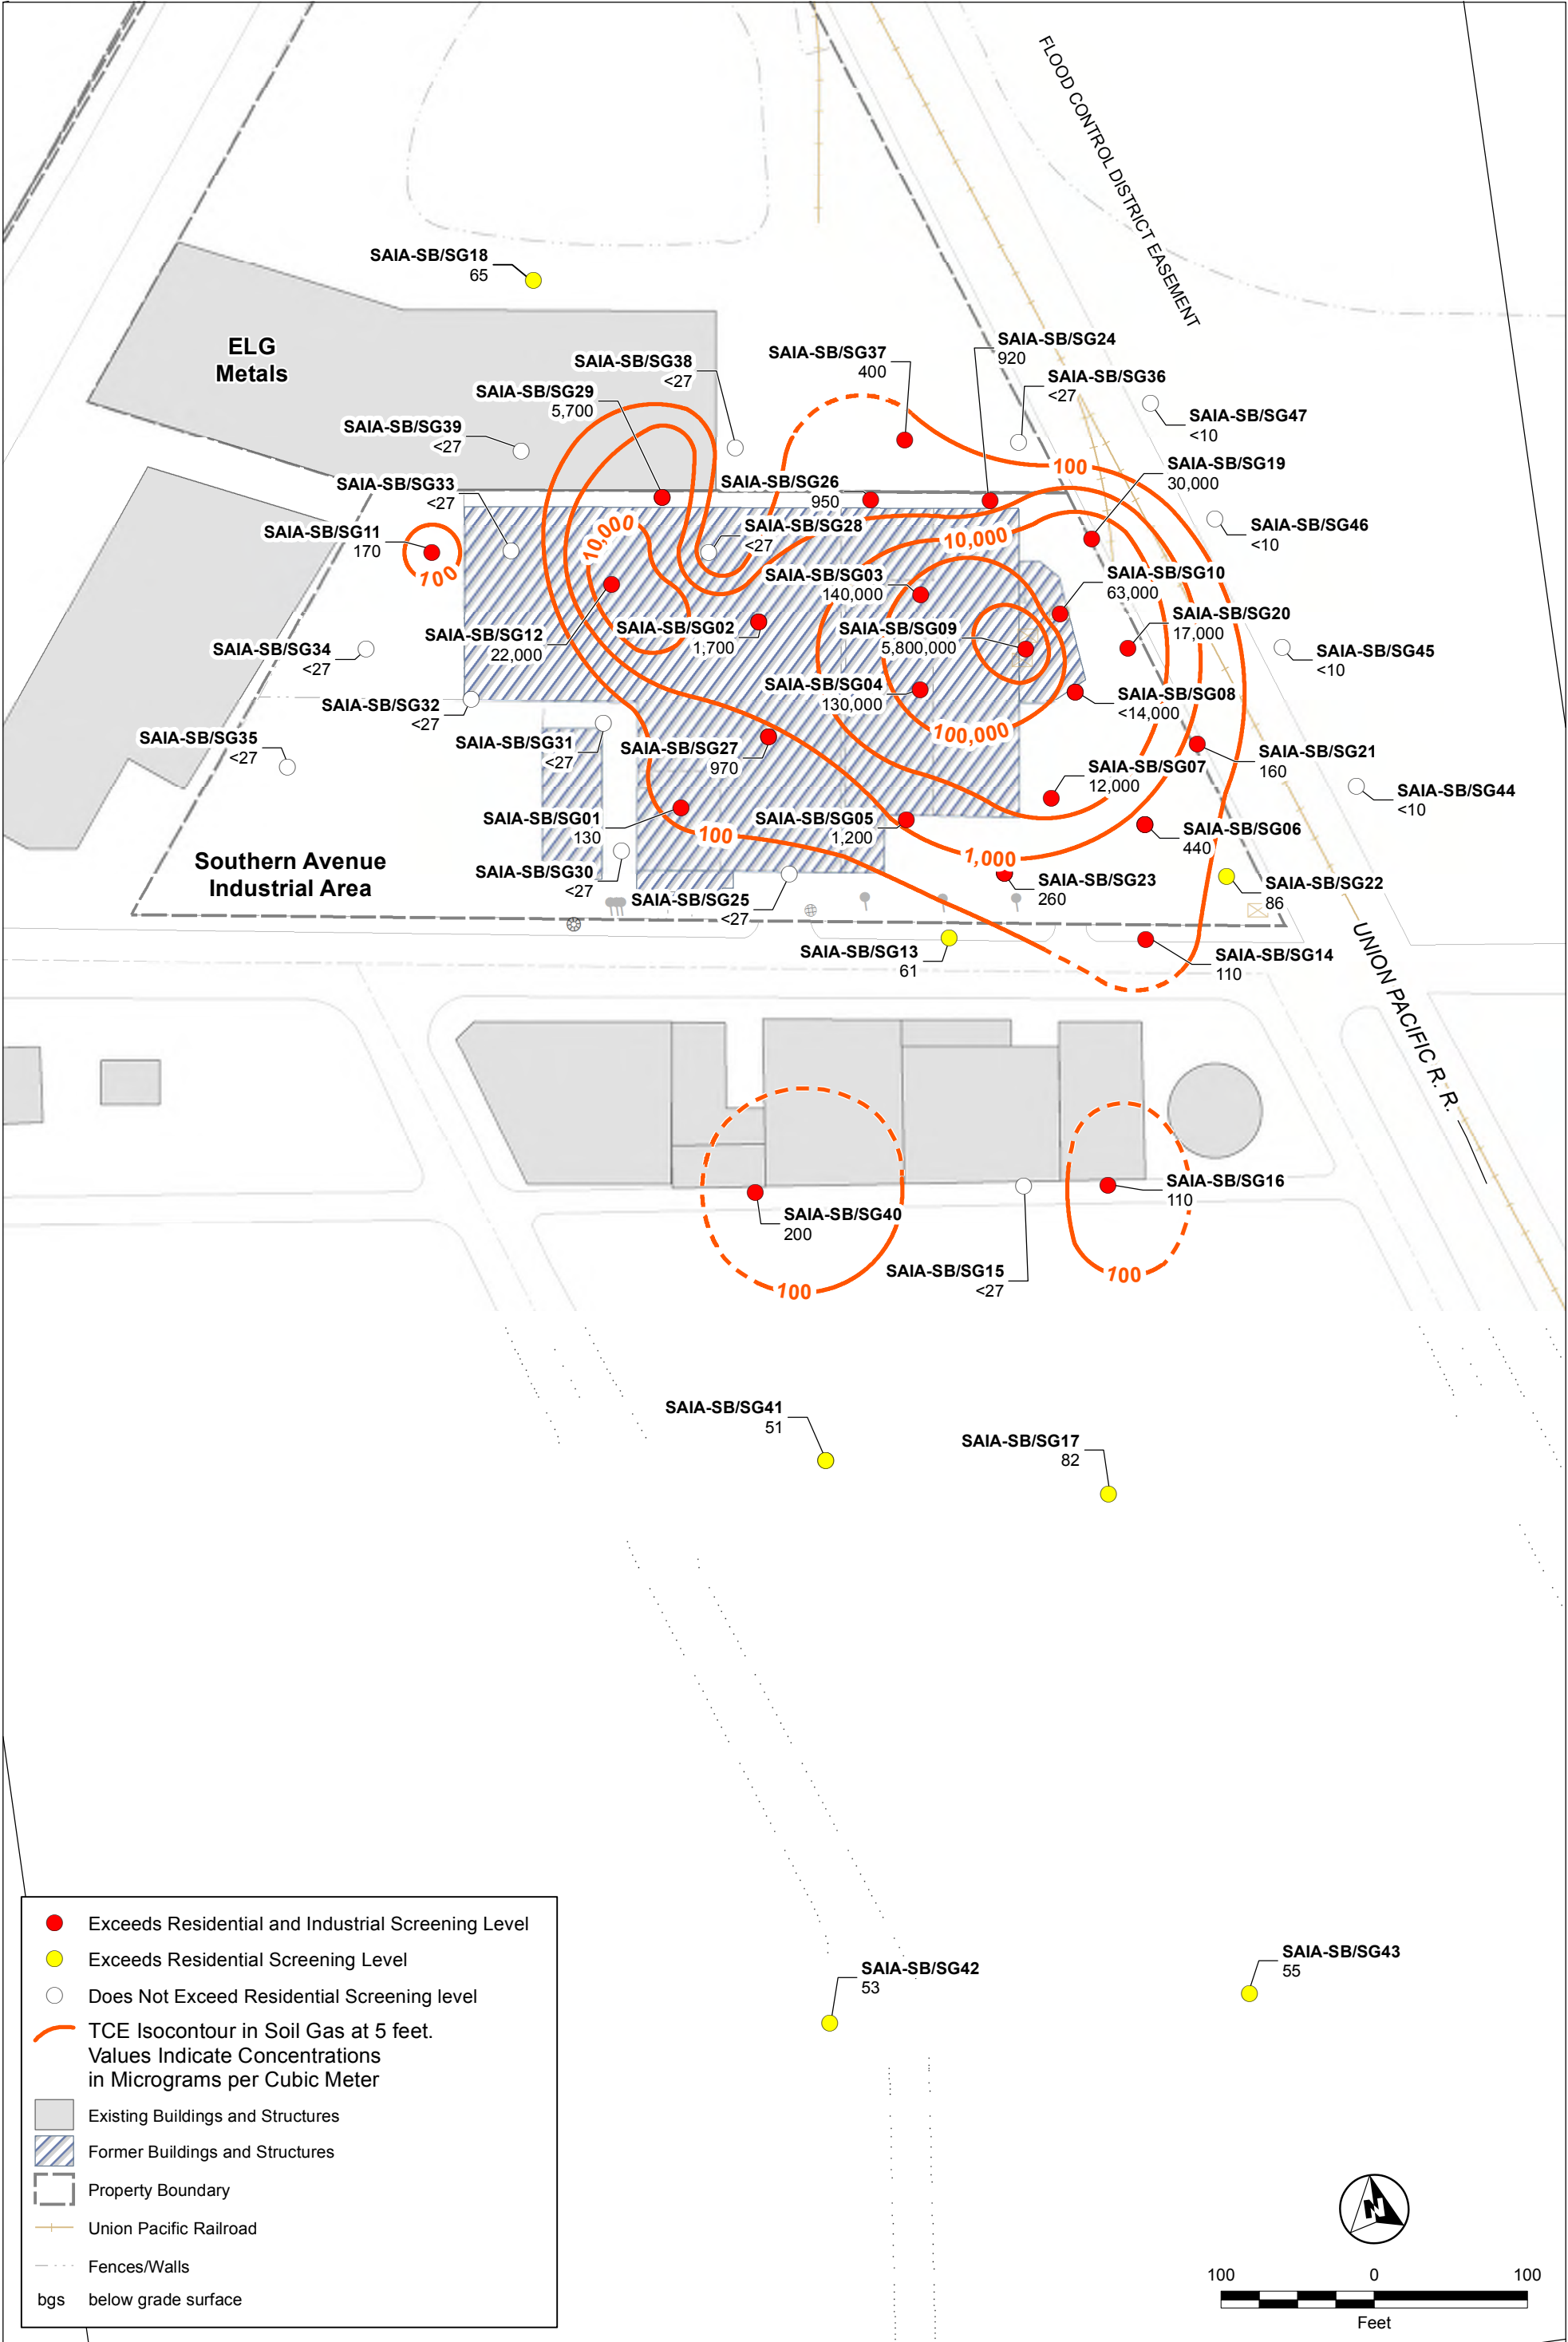 FLOOD CONTROL DISTRICT EASEMENT
SAIA-SB/SG18
65
ELG
Metals
SAIA-SB/SG38
<27
SAIA-SB/SG37
400
SAIA-SB/SG24
920
SAIA-SB/SG36
<27
SAIA-SB/SG29
5,700
SAIA-SB/SG47
<10
SAIA-SB/SG39
<27
100
SAIA-SB/SG19
30,000
SAIA-SB/SG33
<27
SAIA-SB/SG26
950
SAIA-SB/SG11
170
100
10,000
SAIA-SB/SG28
<27
10,000
SAIA-SB/SG46
<10
SAIA-SB/SG03
140,000
SAIA-SB/SG10
63,000
SAIA-SB/SG12
22,000
SAIA-SB/SG02
1,700
SAIA-SB/SG09
5,800,000
SAIA-SB/SG20
17,000
SAIA-SB/SG34
<27
SAIA-SB/SG45
<10
SAIA-SB/SG04
130,000
SAIA-SB/SG08
<14,000
SAIA-SB/SG32
<27
100,000
SAIA-SB/SG35
<27
SAIA-SB/SG31
<27
SAIA-SB/SG27
970
SAIA-SB/SG21
160
SAIA-SB/SG07
12,000
SAIA-SB/SG44
<10
SAIA-SB/SG01
130
100
SAIA-SB/SG05
1,200
SAIA-SB/SG06
440
1,000
Southern Avenue
Industrial Area
SAIA-SB/SG30
<27
SAIA-SB/SG25
<27
SAIA-SB/SG23
260
SAIA-SB/SG22
86
SAIA-SB/SG13
61
SAIA-SB/SG14
110
UNION PACIFIC R. R.
SAIA-SB/SG16
110
SAIA-SB/SG40
200
SAIA-SB/SG15
<27
100
100
SAIA-SB/SG41
51
SAIA-SB/SG17
82
SAIA-SB/SG42
53
SAIA-SB/SG43
55
Exceeds Residential and Industrial Screening Level
Exceeds Residential Screening Level
Does Not Exceed Residential Screening level
TCE Isocontour in Soil Gas at 5 feet.
Values Indicate Concentrations
in Micrograms per Cubic Meter
Existing Buildings and Structures
Former Buildings and Structures
Property Boundary
Union Pacific Railroad
Fences/Walls
bgs below grade surface
N
100 0 100
Feet